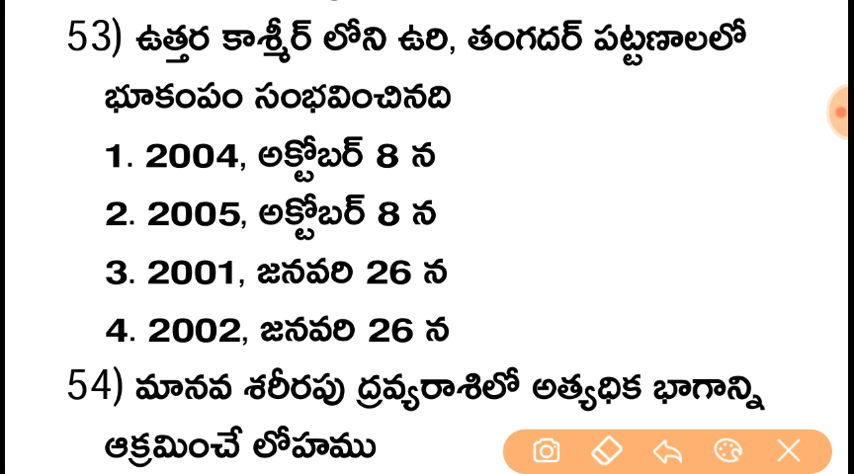 53) ఉత్తర కాశ్మీర్ లోని ఉరి, తంగదర్ పట్టణాలలో
భూకంపం సంభవించినది
1. 2004, అక్టోబర్ 8 న
2. 2005, అక్టోబర్ 8 న
3. 2001, జనవరి 26 న
4. 2002, జనవరి 26 న
54) మానవ శరీరపు ద్రవ్యరాశిలో అత్యధిక భాగాన్ని
ఆక్రమించే లోహము